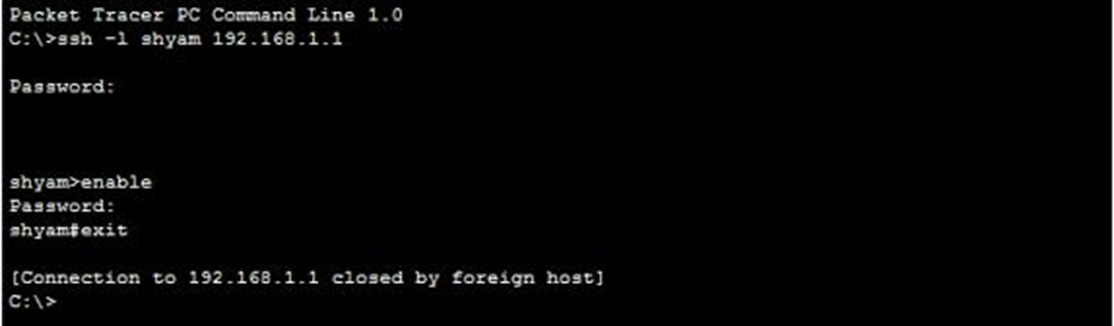 Packet Tracer PC Command Line 1.0
C:\>ssh -l shyam 192.168.1.1
Password:
shyam>enable
Password:
shyam#exit
[Connection to 192.168.1.1 closed by foreign host]
C:\>